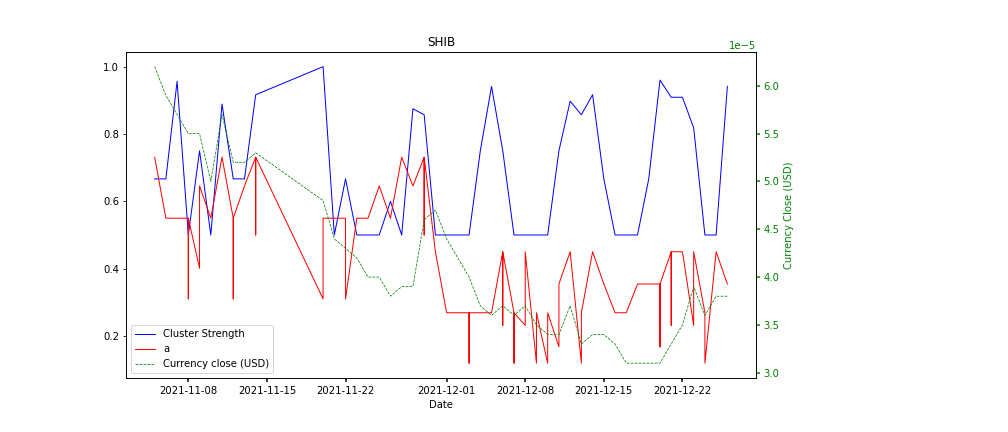 SHIB
1e−5
1.0
0.8
0.6
0.4
0.2
6.0
5.5
5.0
4.5
4.0
3.5
3.0
Currency Close (USD)
Cluster Strength
a
Currency close (USD)
2021-11-08
2021-11-15
2021-11-22
2021-12-01
2021-12-08
2021-12-15
2021-12-22
Date